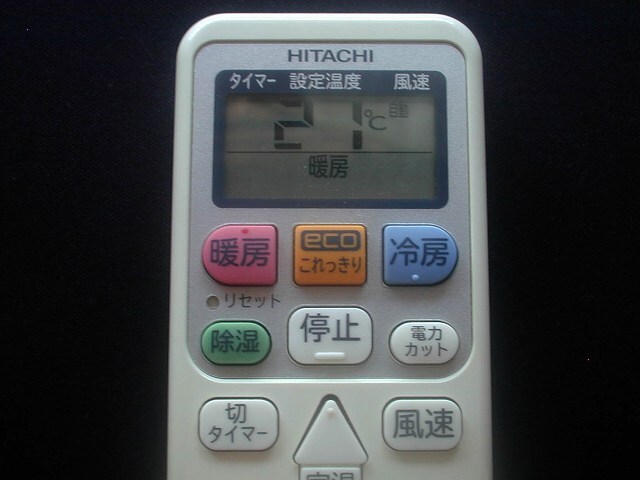 HITACHI
タイマー 設定温度 風速
21℃
暖房
暖房 eco これっきり 冷房
リセット
除湿 停止 電力カット
切タイマー 風速
室温